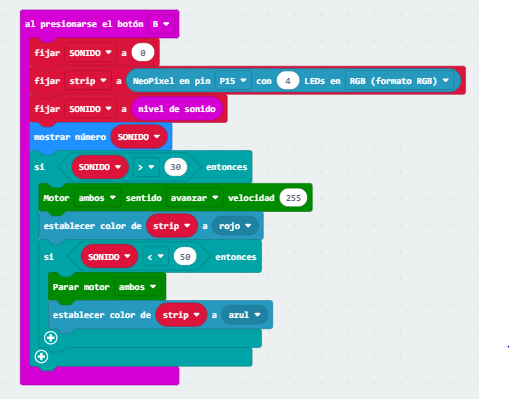 al presionarse el botón B
fijar SONIDO a 0
fijar strip a NeoPixel en pin P15 con 4 LEDs en RGB (formato RGB)
fijar SONIDO a nivel de sonido
mostrar número SONIDO
si SONIDO > 30 entonces
Motor ambos sentido avanzar velocidad 255
establecer color de strip a rojo
si SONIDO < 50 entonces
Parar motor ambos
establecer color de strip a azul